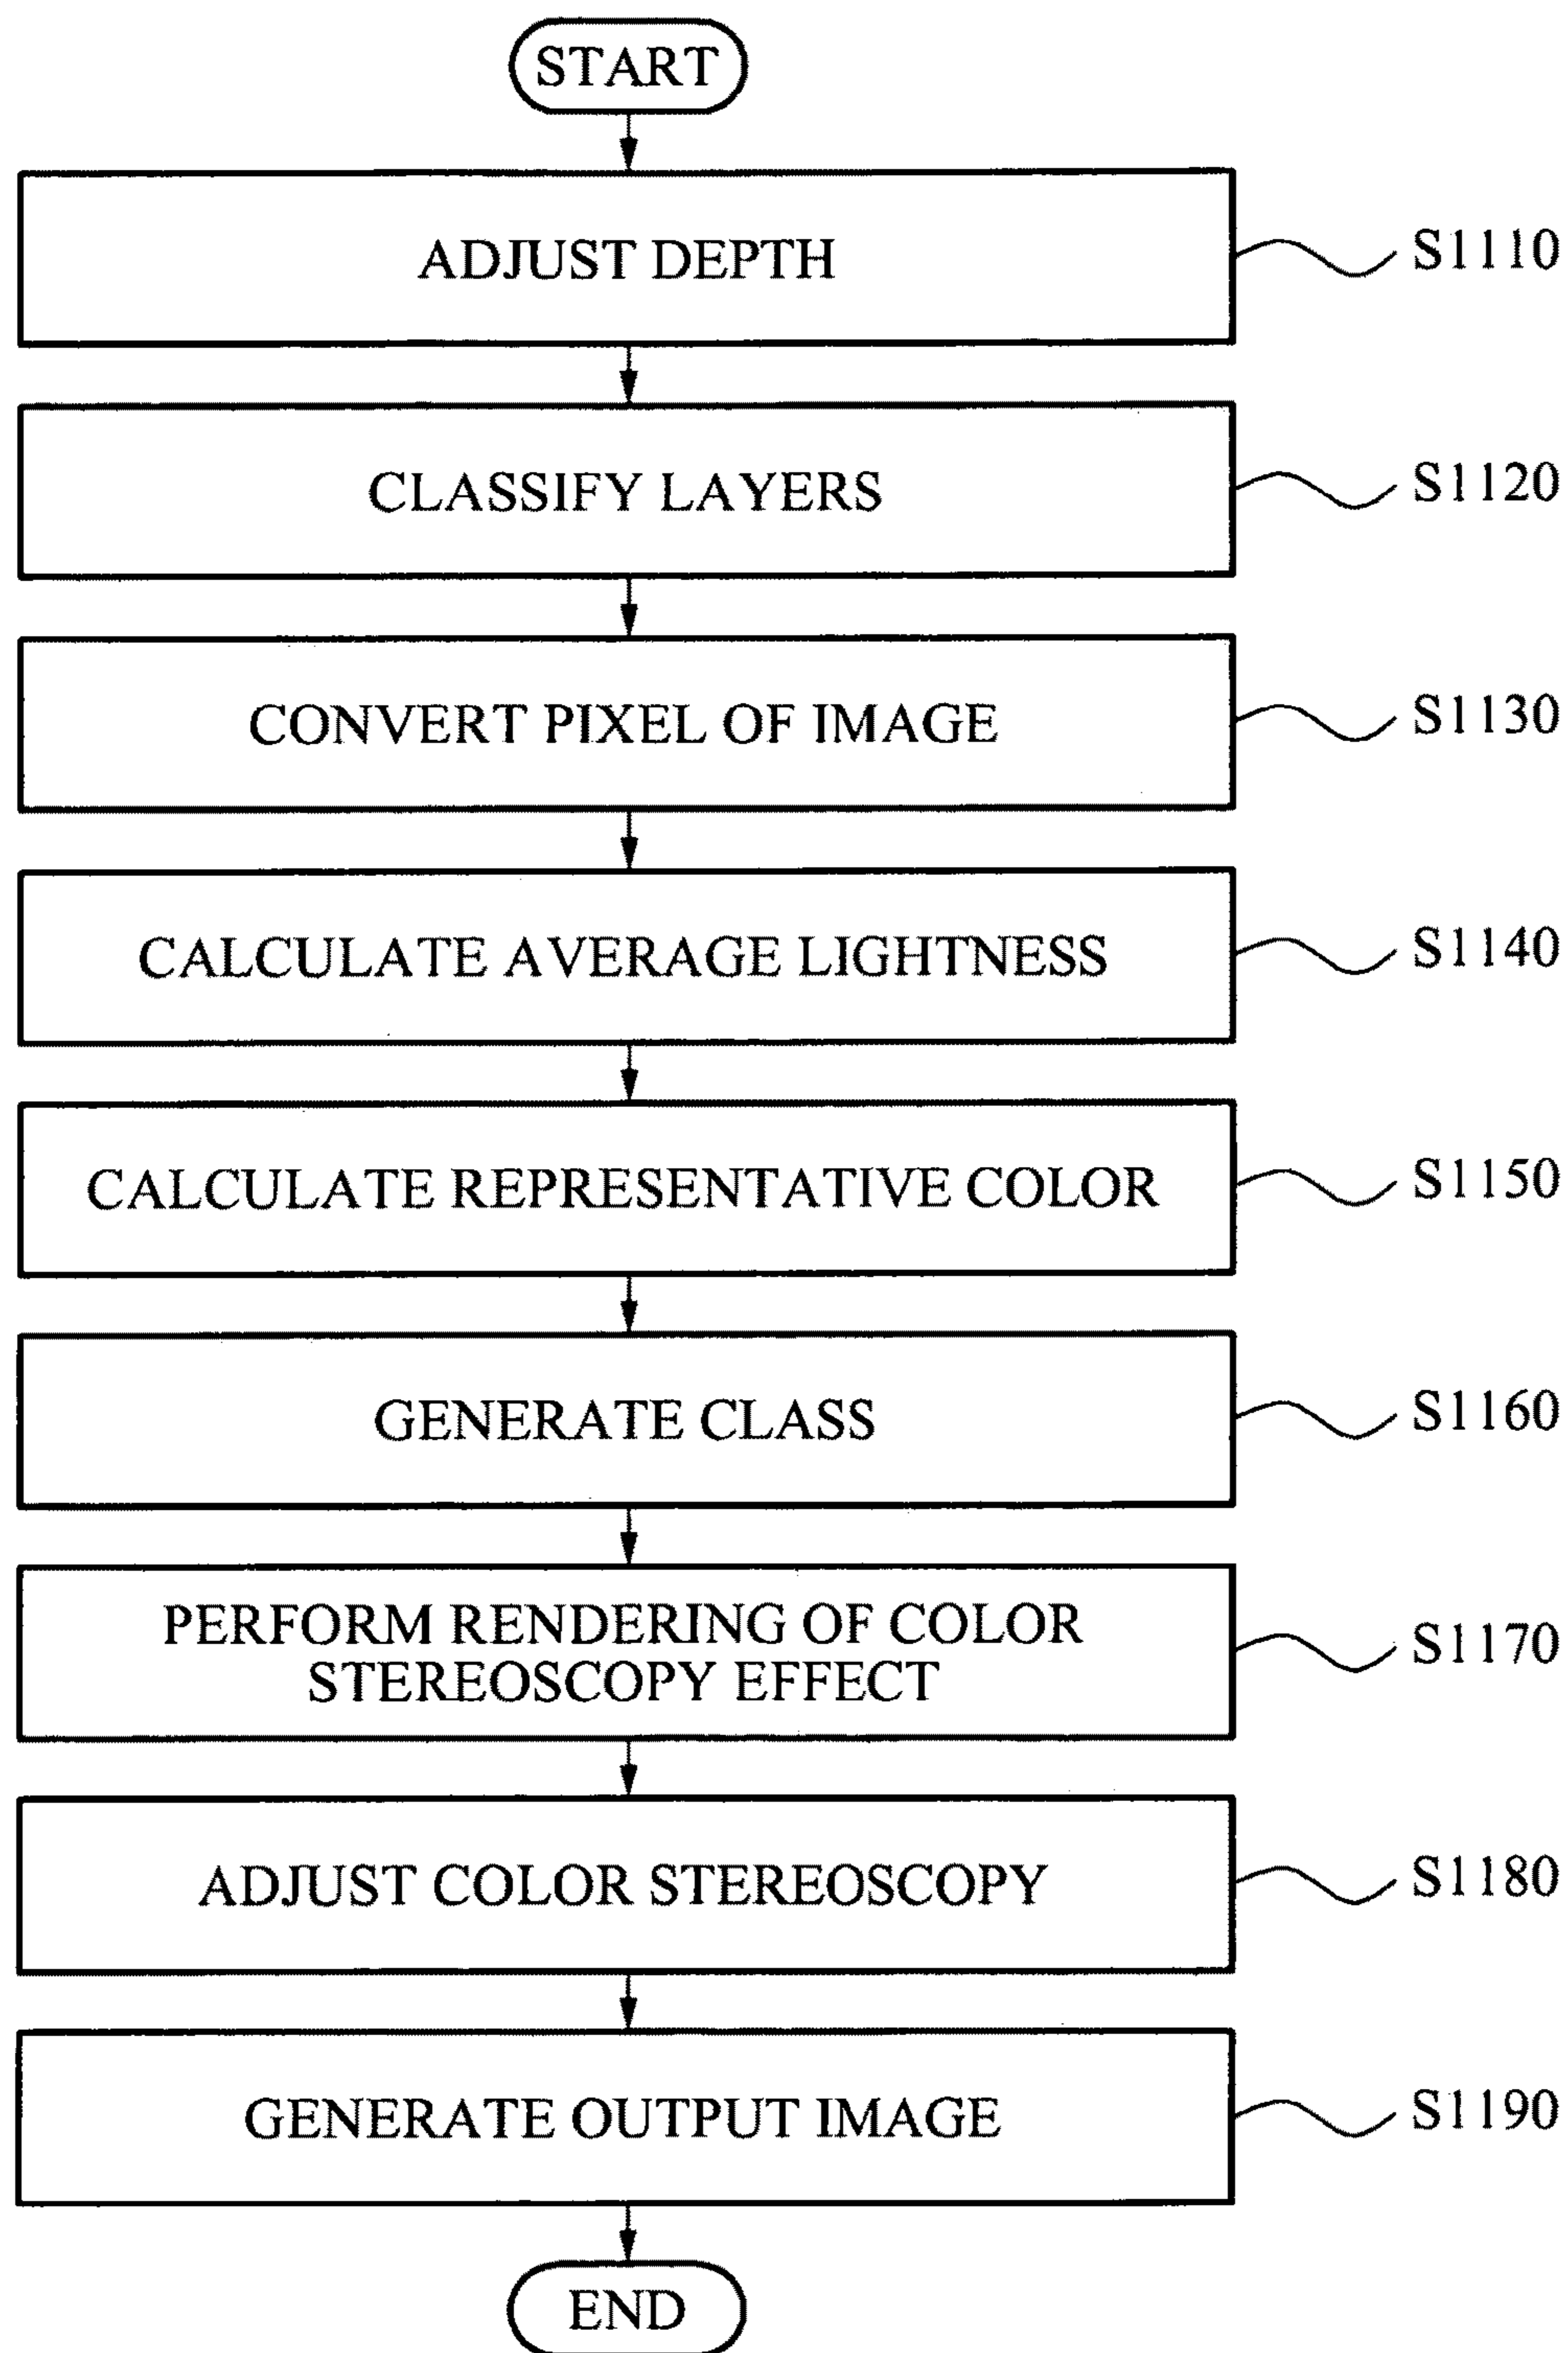 START
ADJUST DEPTH
S1110
CLASSIFY LAYERS
S1120
CONVERT PIXEL OF IMAGE
S1130
CALCULATE AVERAGE LIGHTNESS
S1140
CALCULATE REPRESENTATIVE COLOR
S1150
GENERATE CLASS
S1160
PERFORM RENDERING OF COLOR
STEREOSCOPY EFFECT
S1170
ADJUST COLOR STEREOSCOPY
S1180
GENERATE OUTPUT IMAGE
S1190
END